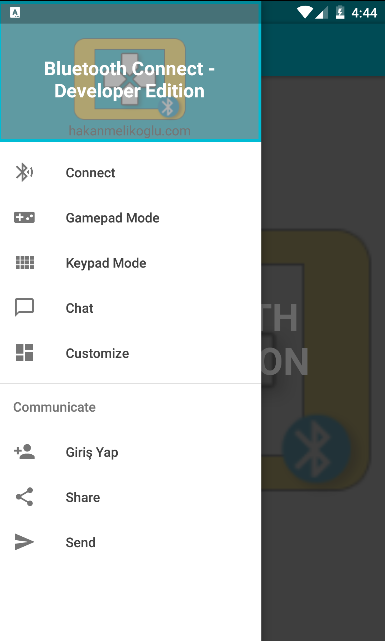 4:44
Bluetooth Connect -
Developer Edition
hakanmelikoglu.com
Connect
Gamepad Mode
Keypad Mode
Chat
Customize
Communicate
Giriş Yap
Share
Send
TH
ON